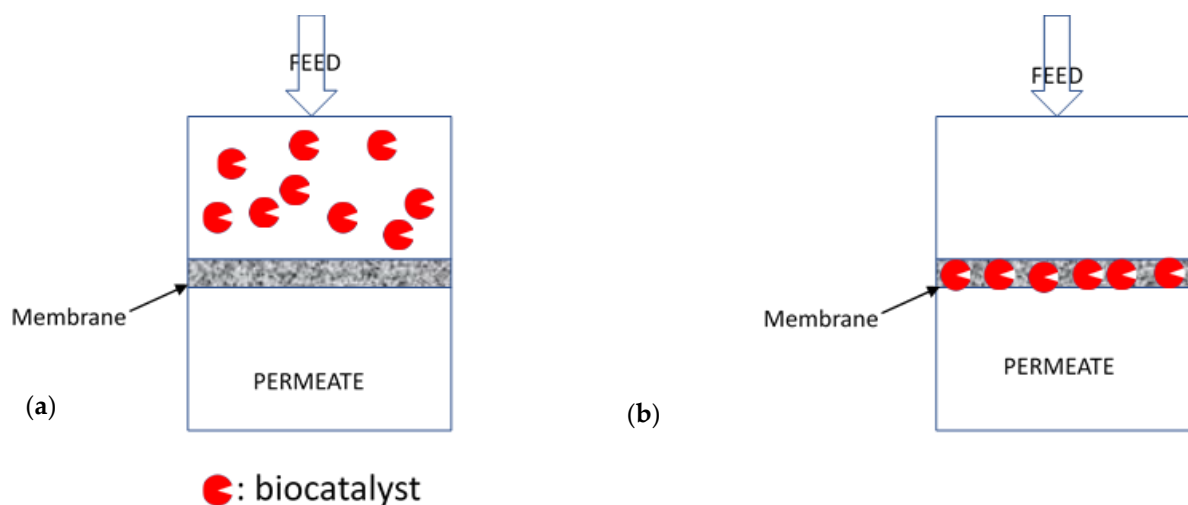 FEED
Membrane
PERMEATE
(a)
: biocatalyst
FEED
Membrane
PERMEATE
(b)